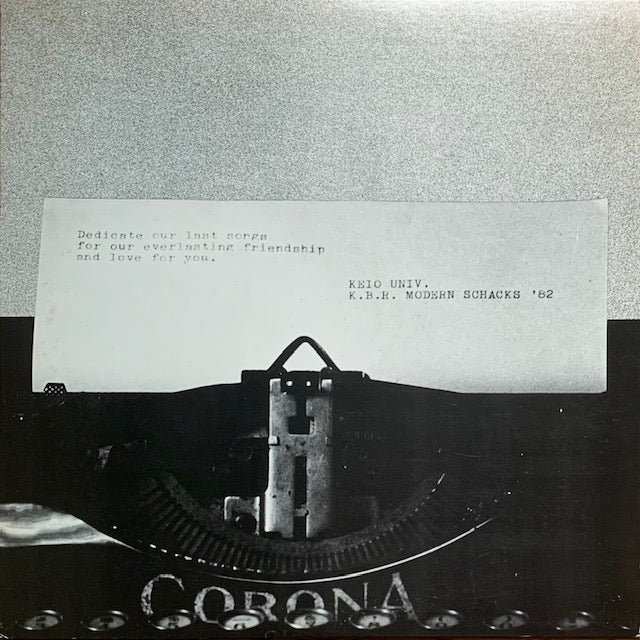 Dedicate our last songs
for our everlasting friendship
and love for you.
KEIO UNIV.
K.B.R. MODERN SCHACKS '82
CORONA